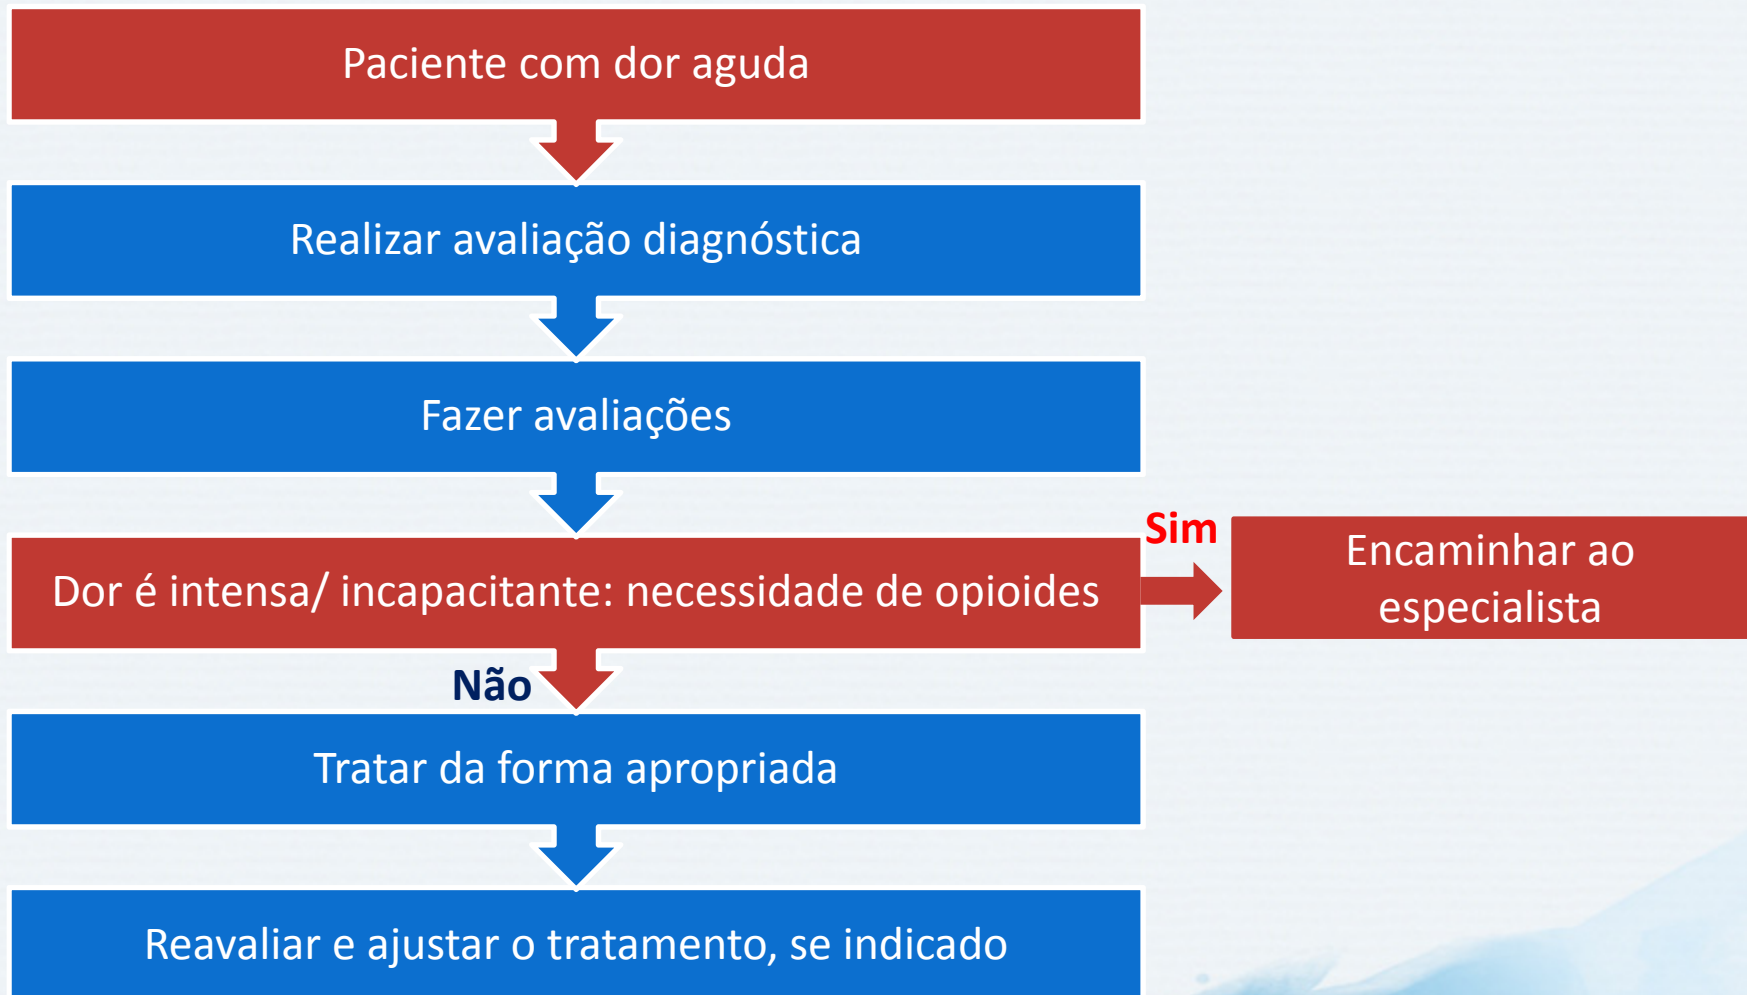 Paciente com dor aguda
Realizar avaliação diagnóstica
Fazer avaliações
Dor é intensa/ incapacitante: necessidade de opioides
Sim
Encaminhar ao
especialista
Não
Tratar da forma apropriada
Reavaliar e ajustar o tratamento, se indicado